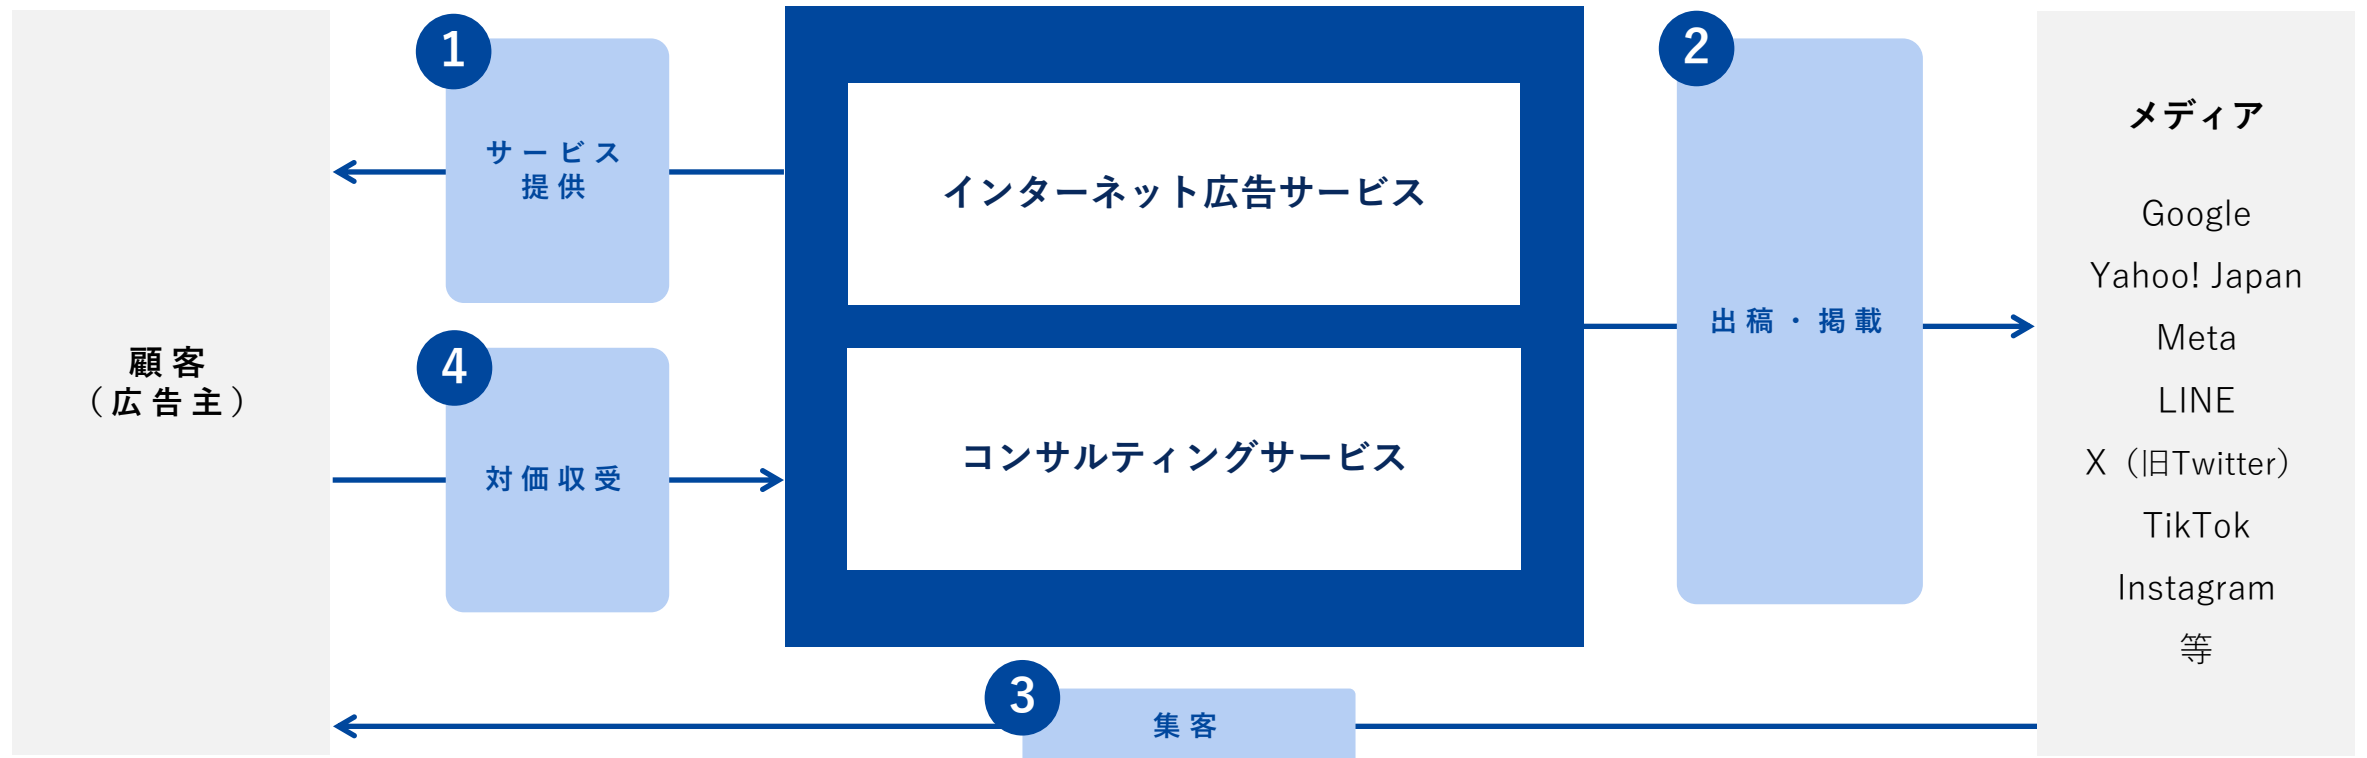 顧客
（広告主）
1
サービス
提供
4
対価収受
インターネット広告サービス
コンサルティングサービス
2
出稿・掲載
メディア
Google
Yahoo! Japan
Meta
LINE
X（旧Twitter）
TikTok
Instagram
等
3
集客